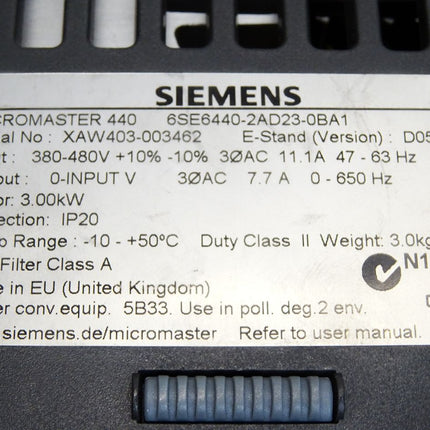 SIEMENS
CROMASTER 440 6SE6440-2AD23-0BA1
al No : XAW403-003462 E-Stand (Version) : D05
t : 380-480V +10% -10% 3ØAC 11.1A 47 - 63 Hz
out : 0-INPUT V 3ØAC 7.7 A 0 - 650 Hz
or: 3.00kW
ection: IP20
p Range : -10 - +50°C Duty Class II Weight: 3.0kg
Filter Class A
N1
e in EU (United Kingdom)
er conv.equip. 5B33. Use in poll. deg.2 env.
siemens.de/micromaster Refer to user manual.